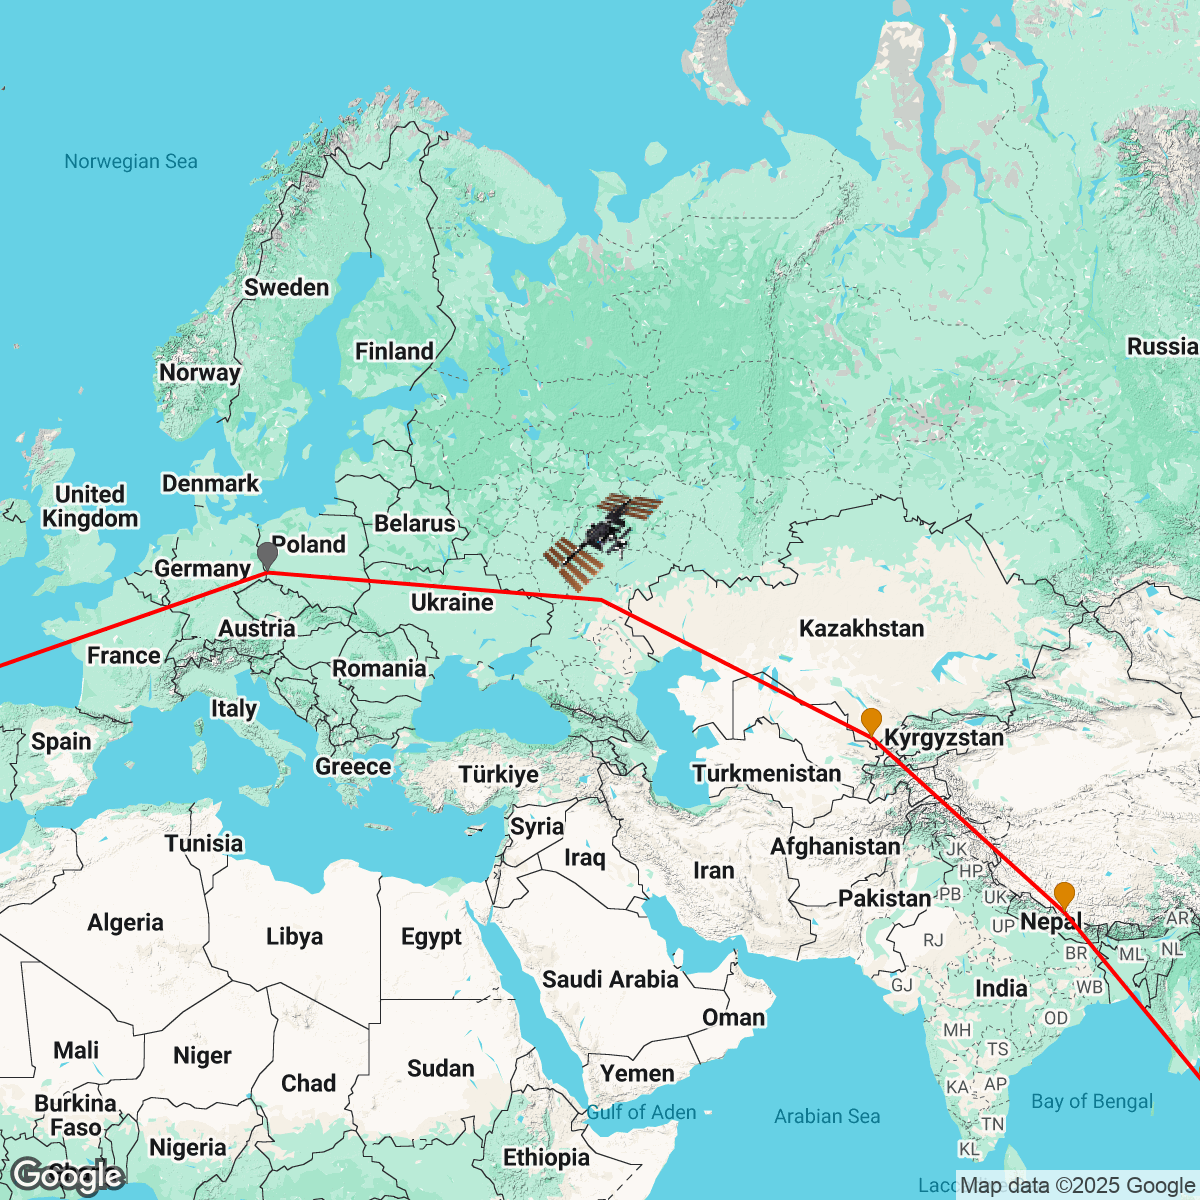 Norwegian Sea
Sweden
Finland
Russia
Norway
Denmark
United
Kingdom
Belarus
Poland
Germany
Ukraine
Kazakhstan
Austria
France
Romania
Italy
Spain
Kyrgyzstan
Greece
Türkiye
Turkmenistan
Syria
Tunisia
Iraq
Afghanistan
JK
Iran
HP
Pakistan
PB
UK
Algeria
Libya
Egypt
Nepal
UP
AR
RJ
BR
ML
NL
Saudi Arabia
GJ
India
WB
Oman
OD
MH
Mali
Niger
TS
Sudan
Yemen
Chad
KA
AP
Burkina
Faso
Gulf of Aden
Arabian Sea
Bay of Bengal
TN
Nigeria
KL
Ethiopia
Google
Map data ©2025 Google